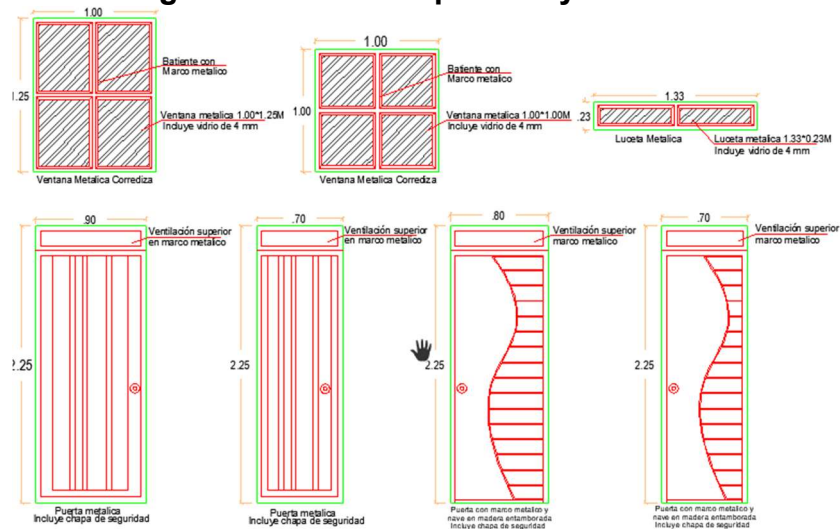 1.00
Batiente con
Marco metalico
Ventana metalica 1.00*1.25M
Incluye vidrio de 4 mm
Ventana Metalica Corrediza
1.00
1.00
Batiente con
Marco metalico
Ventana metalica 1.00*1.00M
Incluye vidrio de 4 mm
Ventana Metalica Corrediza
1.33
.23
Luceta metalica 1.33*0.23M
Incluye vidrio de 4 mm
Luceta Metalica
.90
Ventilación superior
en marco metalico
2.25
Puerta metalica
Incluye chapa de seguridad
.70
Ventilación superior
en marco metalico
2.25
Puerta metalica
Incluye chapa de seguridad
.80
Ventilación superior
marco metalico
2.25
Puerta con marco metalico y
nave en madera entamborada
Incluye chapa de seguridad
.70
Ventilación superior
marco metalico
2.25
Puerta con marco metalico y
nave en madera entamborada
Incluye chapa de seguridad